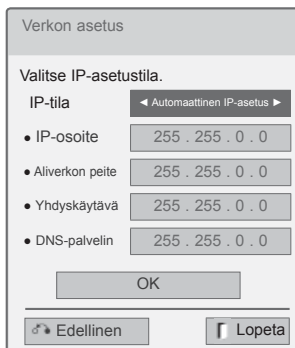 Verkon asetus
Valitse IP-asetustila.
IP-tila ◄ Automaattinen IP-asetus ►
● IP-osoite 255 . 255 . 0 . 0
● Aliverkon peite 255 . 255 . 0 . 0
● Yhdyskäytävä 255 . 255 . 0 . 0
● DNS-palvelin 255 . 255 . 0 . 0
OK
Edellinen Lopeta